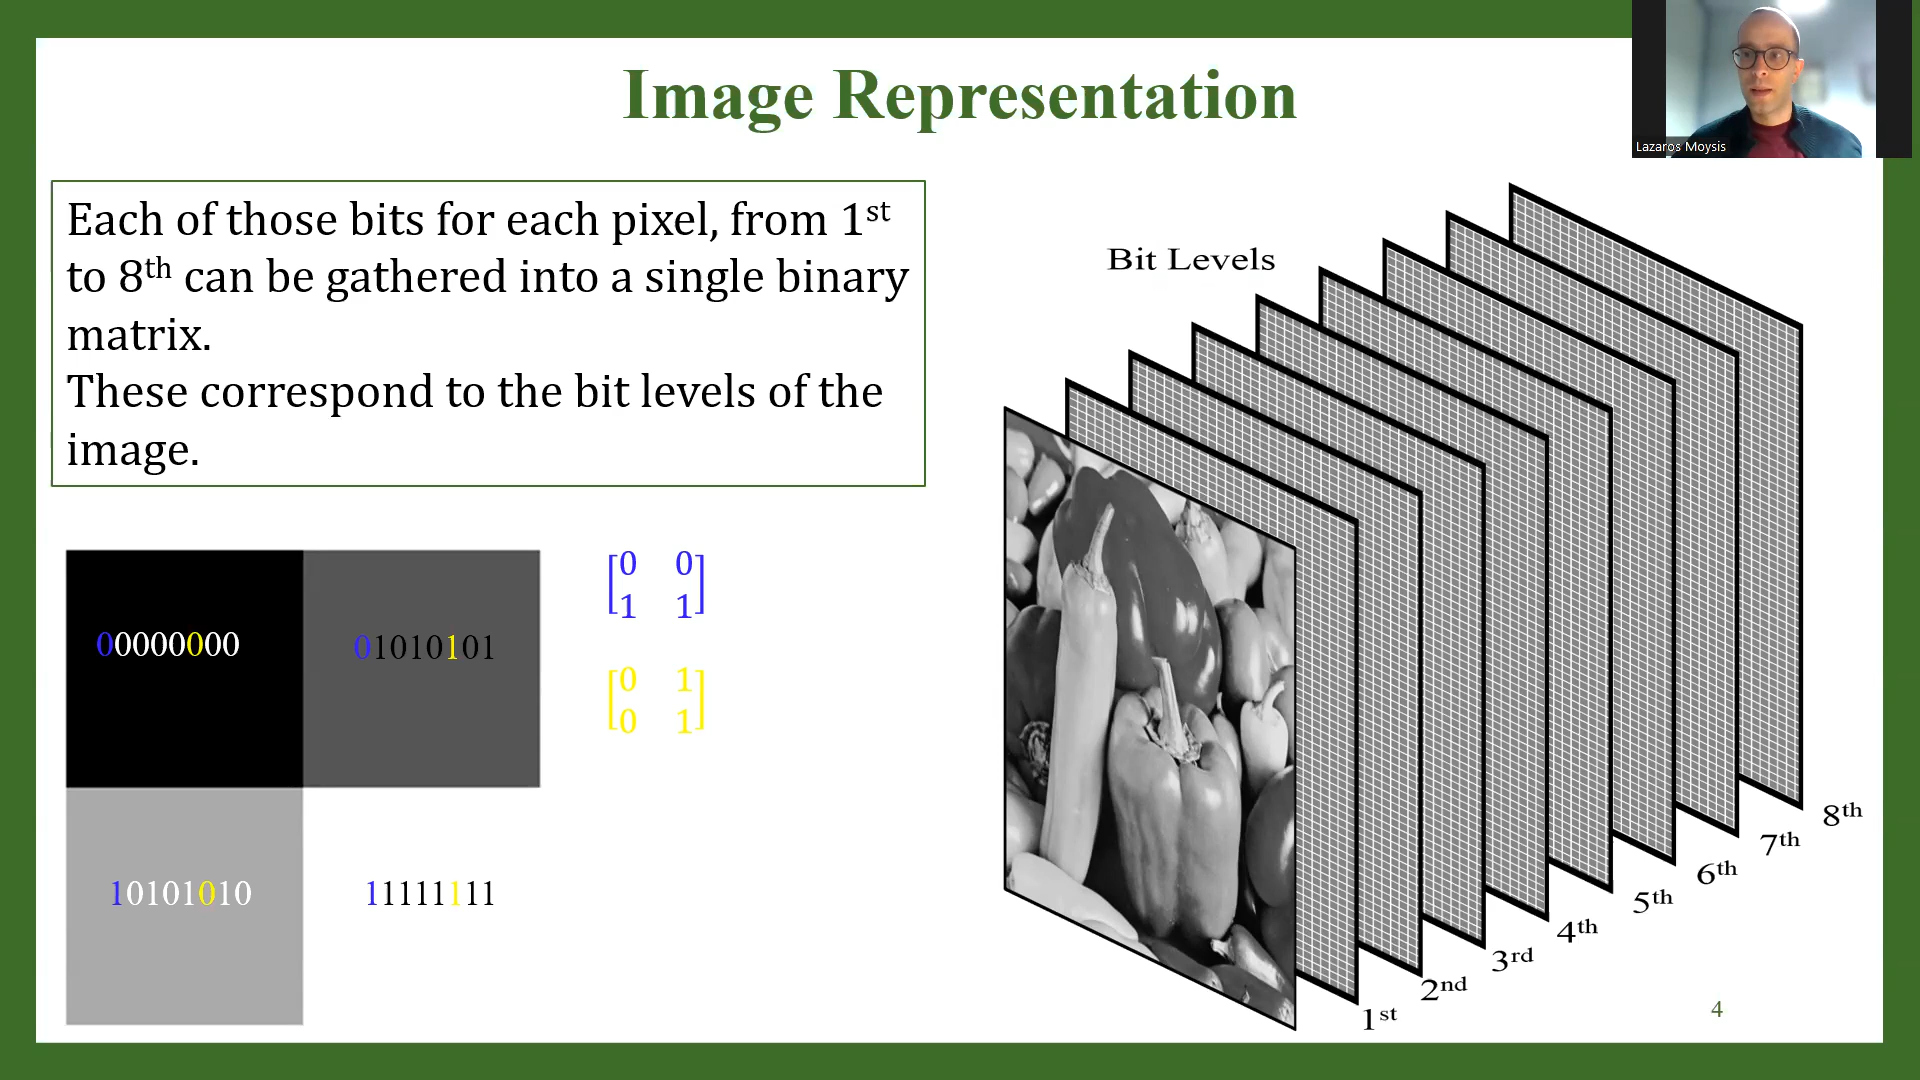 Image Representation
Lazaros Moysis
Each of those bits for each pixel, from 1st
to 8th can be gathered into a single binary
matrix.
These correspond to the bit levels of the
image.
Bit Levels
00000000
01010101
10101010
11111111
[0 0
1 1]
[0 1
0 1]
1st
2nd
3rd
4th
5th
6th
7th
8th
4